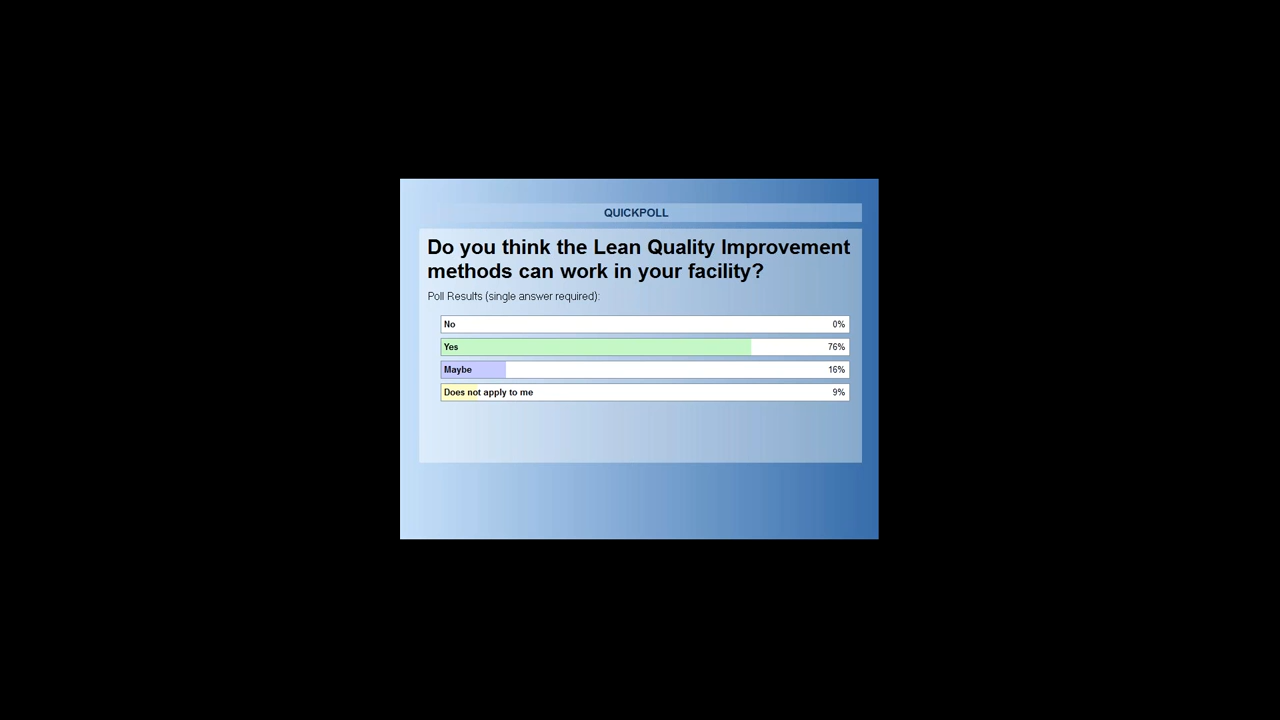 QUICKPOLL
Do you think the Lean Quality Improvement
methods can work in your facility?
Poll Results (single answer required):
No 0%
Yes 76%
Maybe 16%
Does not apply to me 9%